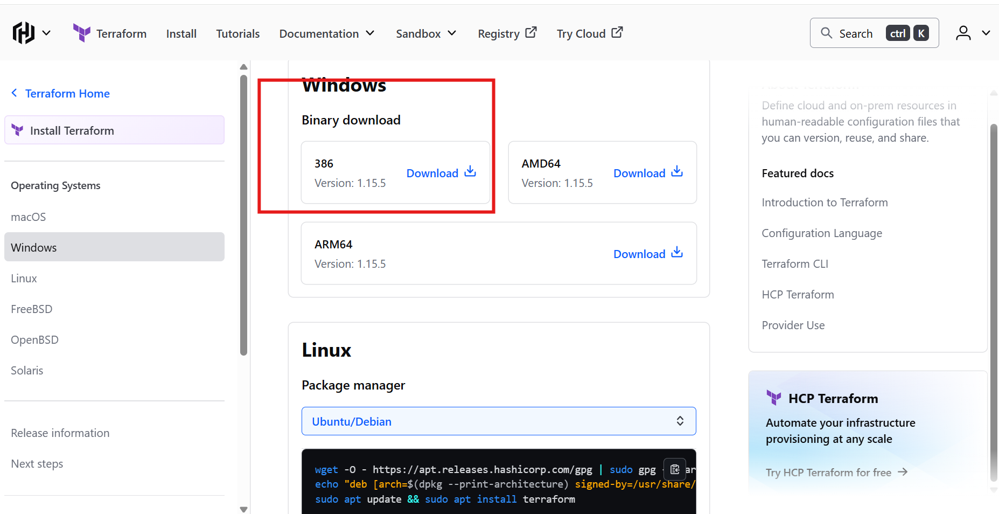 Terraform
Install
Tutorials
Documentation
Sandbox
Registry
Try Cloud
Search
ctrl
K
Terraform Home
Install Terraform
Operating Systems
macOS
Windows
Linux
FreeBSD
OpenBSD
Solaris
Release information
Next steps
Windows
Binary download
386
Version: 1.15.5
Download
AMD64
Version: 1.15.5
Download
ARM64
Version: 1.15.5
Download
Linux
Package manager
Ubuntu/Debian
wget -O - https://apt.releases.hashicorp.com/gpg | sudo gpg - ar
echo "deb [arch=$(dpkg --print-architecture) signed-by=/usr/share/
sudo apt update && sudo apt install terraform
About Terraform
Define cloud and on-prem resources in
human-readable configuration files that
you can version, reuse, and share.
Featured docs
Introduction to Terraform
Configuration Language
Terraform CLI
HCP Terraform
Provider Use
HCP Terraform
Automate your infrastructure
provisioning at any scale
Try HCP Terraform for free